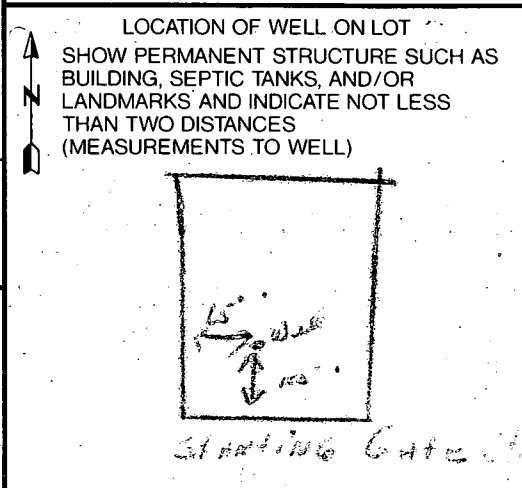 LOCATION OF WELL ON LOT
SHOW PERMANENT STRUCTURE SUCH AS
BUILDING, SEPTIC TANKS, AND/OR
LANDMARKS AND INDICATE NOT LESS
THAN TWO DISTANCES
(MEASUREMENTS TO WELL)
N
Well
STARTING GATE